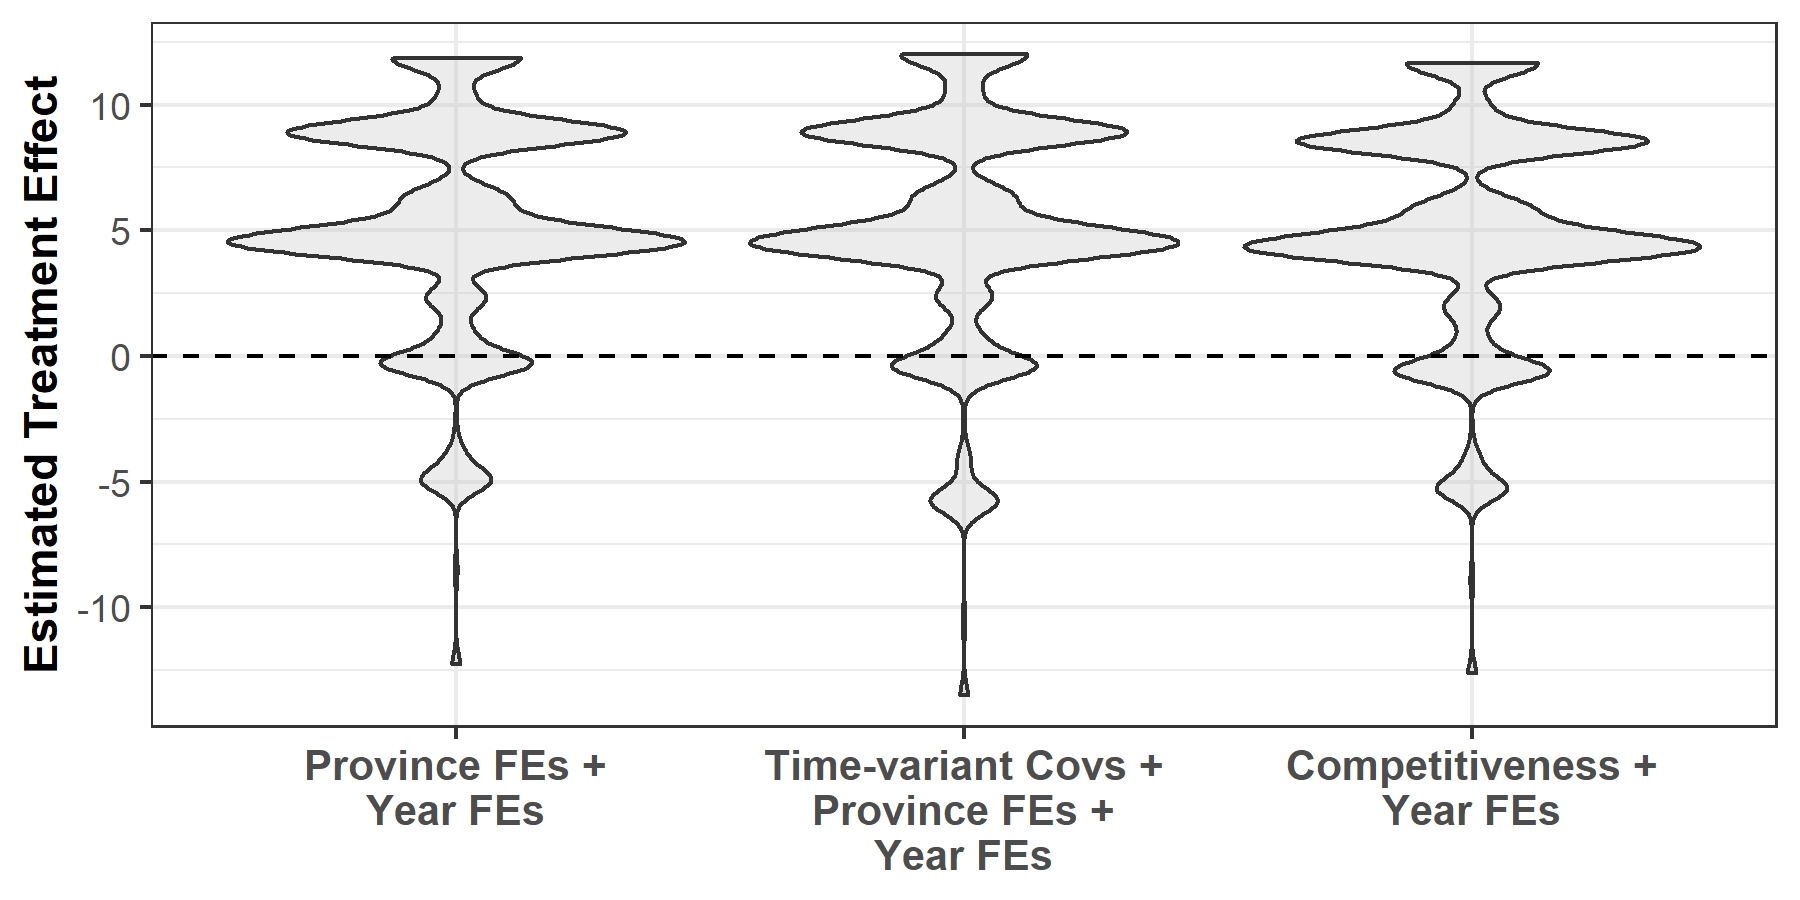 Estimated Treatment Effect
10
5
0
-5
-10
Province FEs +
Year FEs
Time-variant Covs +
Province FEs +
Year FEs
Competitiveness +
Year FEs